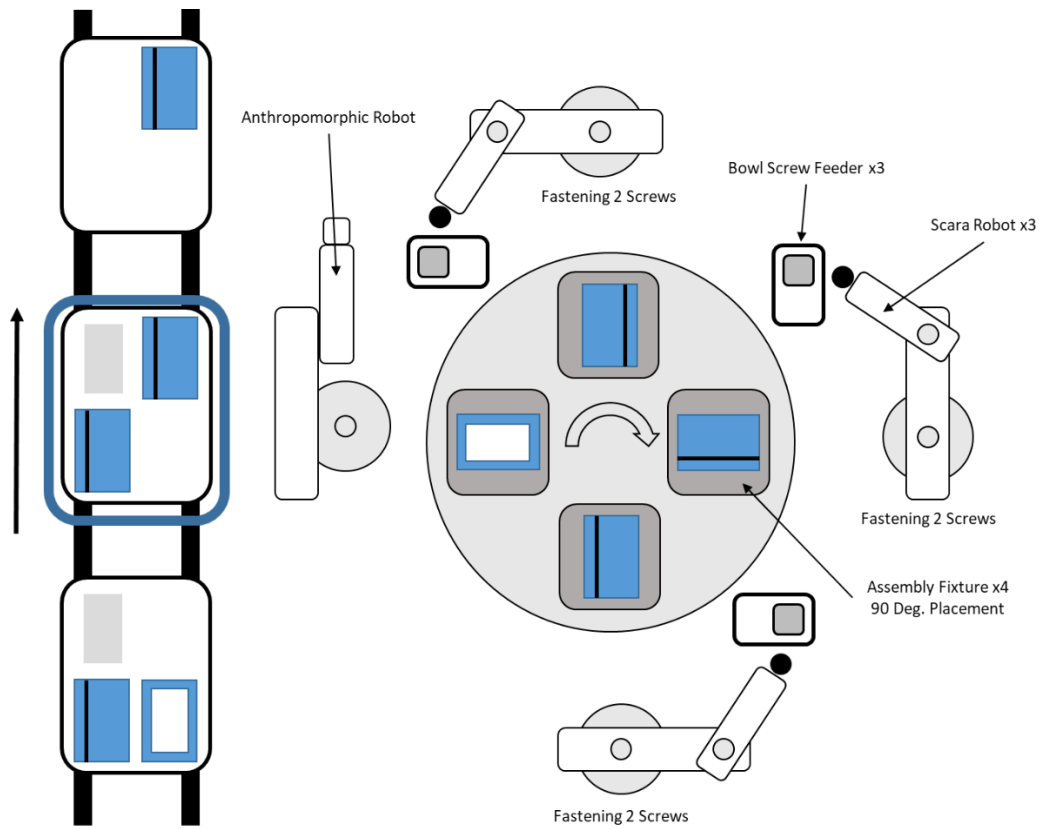 Anthropomorphic Robot
Fastening 2 Screws
Bowl Screw Feeder x3
Scara Robot x3
Fastening 2 Screws
Assembly Fixture x4
90 Deg. Placement
Fastening 2 Screws